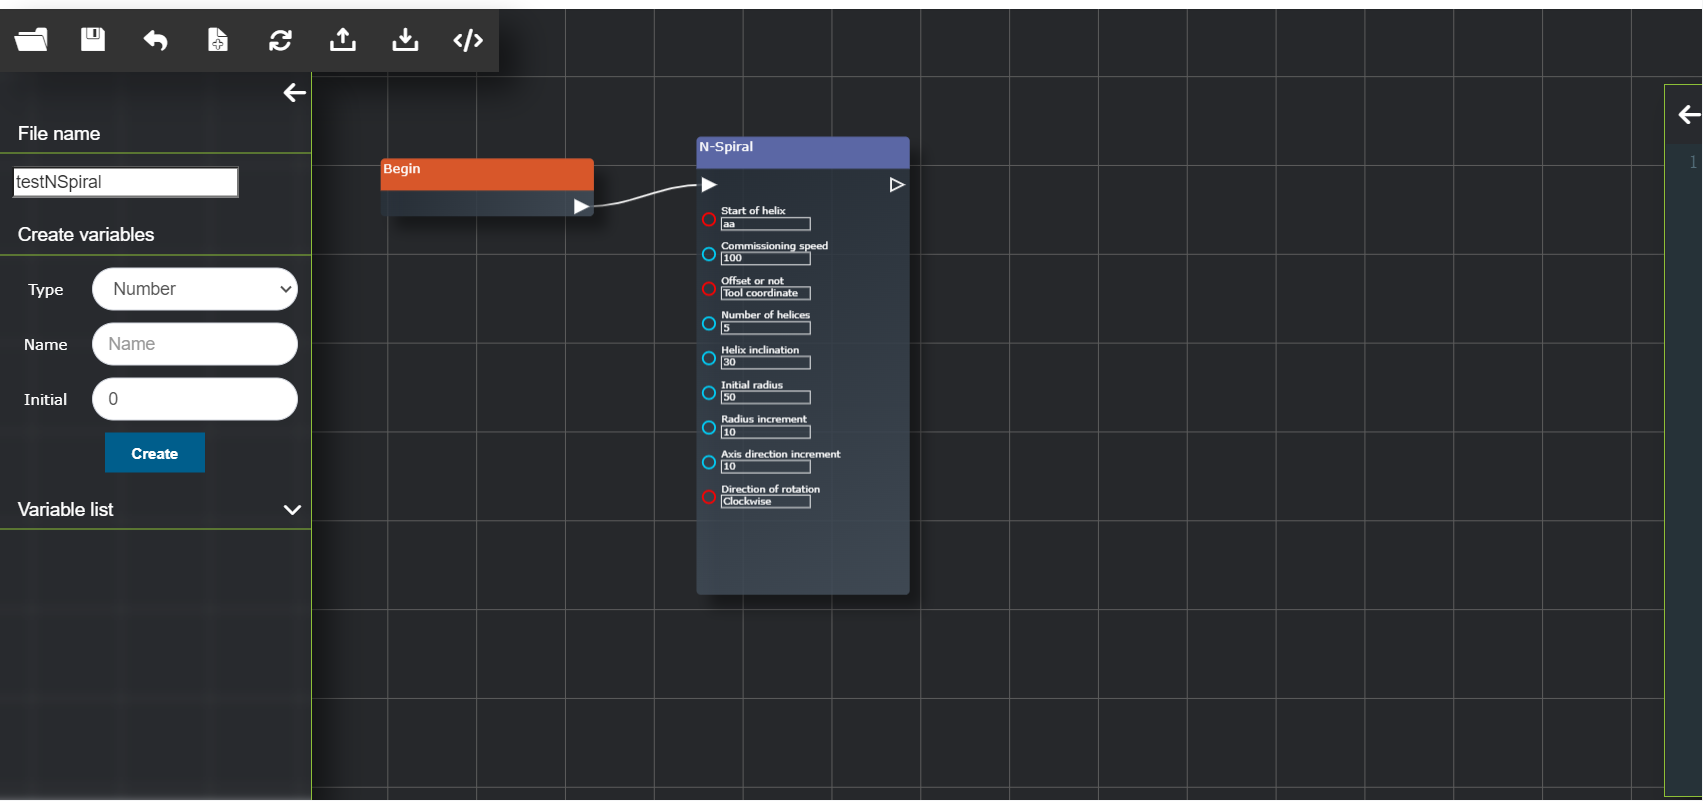 File name
testNSpiral
Create variables
Type
Number
Name
Name
Initial
0
Create
Variable list
Begin
N-Spiral
Start of helix
aa
Commissioning speed
100
Offset or not
Tool coordinate
Number of helices
5
Helix inclination
30
Initial radius
50
Radius increment
10
Axis direction increment
10
Direction of rotation
Clockwise
1